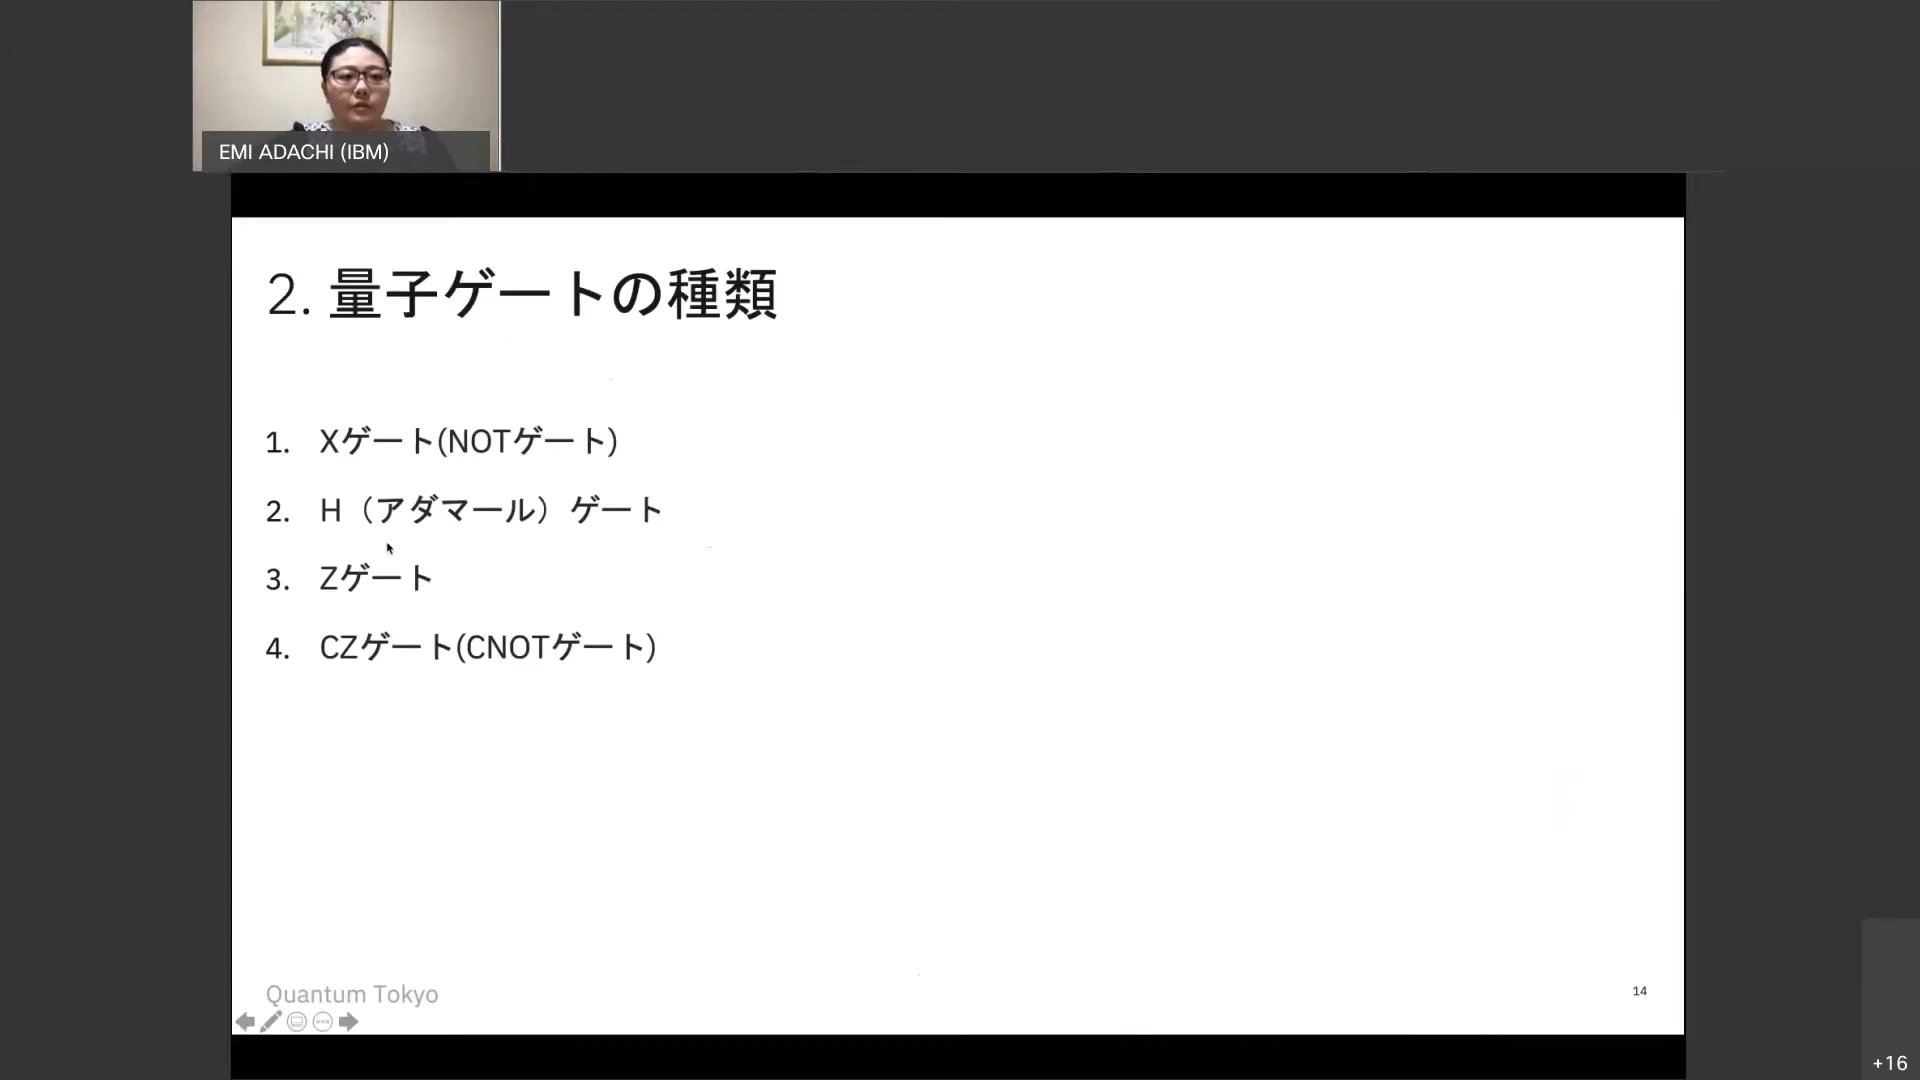 EMI ADACHI (IBM)
2. 量子ゲートの種類
1. Xゲート(NOTゲート)
2. H（アダマール）ゲート
3. Zゲート
4. CZゲート(CNOTゲート)
Quantum Tokyo
14
+16